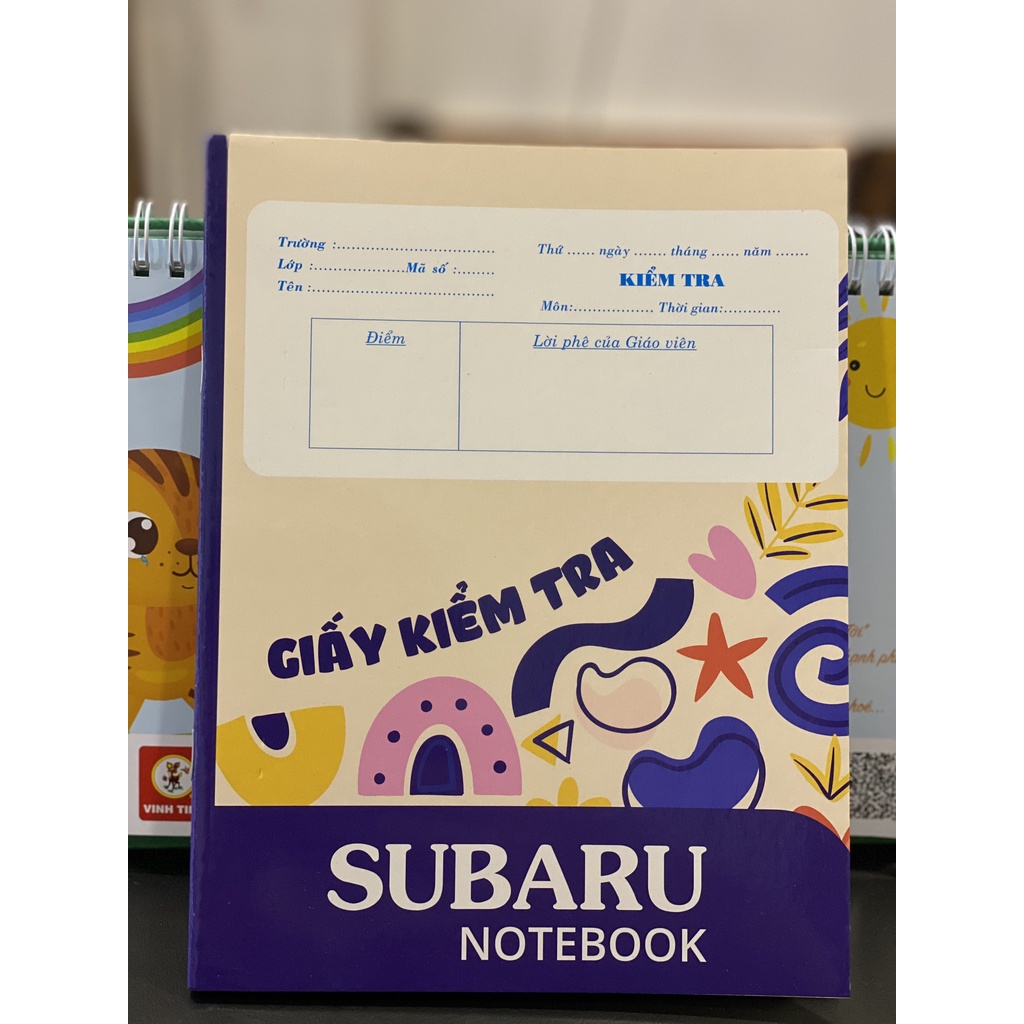 Trường :..................................
Thứ ...... ngày ....... tháng ...... năm .......
Lớp :....................Mã số :........
KIỂM TRA
Tên :.......................................
Môn:.................. Thời gian:.............
Điểm
Lời phê của Giáo viên
GIẤY KIỂM TRA
SUBARU
NOTEBOOK